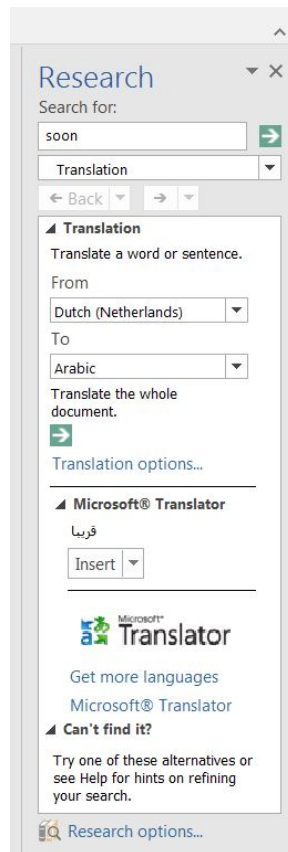 Research
Search for:
soon
Translation
Back
Translation
Translate a word or sentence.
From
Dutch (Netherlands)
To
Arabic
Translate the whole
document.
Translation options...
Microsoft® Translator
قريبا
Insert
Microsoft®
Translator
Get more languages
Microsoft® Translator
Can't find it?
Try one of these alternatives or
see Help for hints on refining
your search.
Research options...